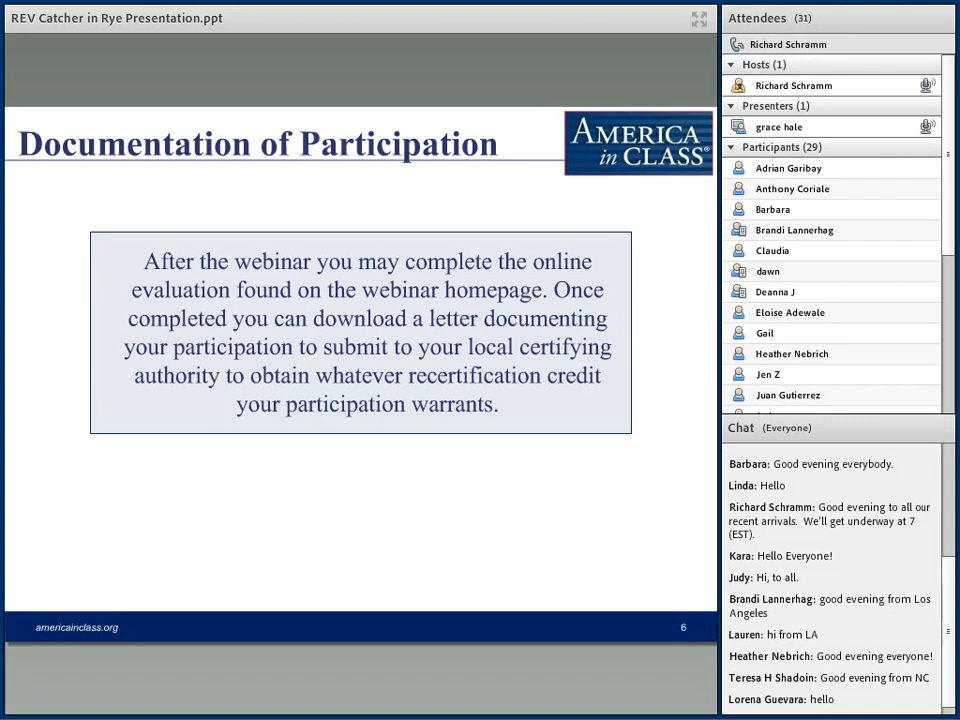 REV Catcher in Rye Presentation.ppt
Documentation of Participation
AMERICA
in CLASS®
After the webinar you may complete the online
evaluation found on the webinar homepage. Once
completed you can download a letter documenting
your participation to submit to your local certifying
authority to obtain whatever recertification credit
your participation warrants.
americainclass.org
6
Attendees (31)
Richard Schramm
Hosts (1)
Richard Schramm
Presenters (1)
grace hale
Participants (29)
Adrian Garibay
Anthony Coriale
Barbara
Brandi Lannerhag
Claudia
dawn
Deanna J
Eloise Adewale
Gail
Heather Nebrich
Jen Z
Juan Gutierrez
Chat (Everyone)
Barbara: Good evening everybody.
Linda: Hello
Richard Schramm: Good evening to all our
recent arrivals. We'll get underway at 7
(EST).
Kara: Hello Everyone!
Judy: Hi, to all.
Brandi Lannerhag: good evening from Los
Angeles
Lauren: hi from LA
Heather Nebrich: Good evening everyone!
Teresa H Shadoin: Good evening from NC
Lorena Guevara: hello